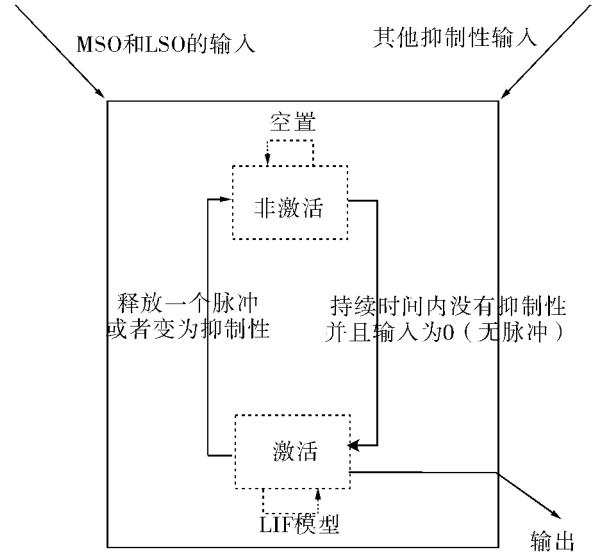 MSO和LSO的输入
其他抑制性输入
空置
非激活
释放一个脉冲
或者变为抑制性
持续时间内没有抑制性
并且输入为0（无脉冲）
激活
LIF模型
输出